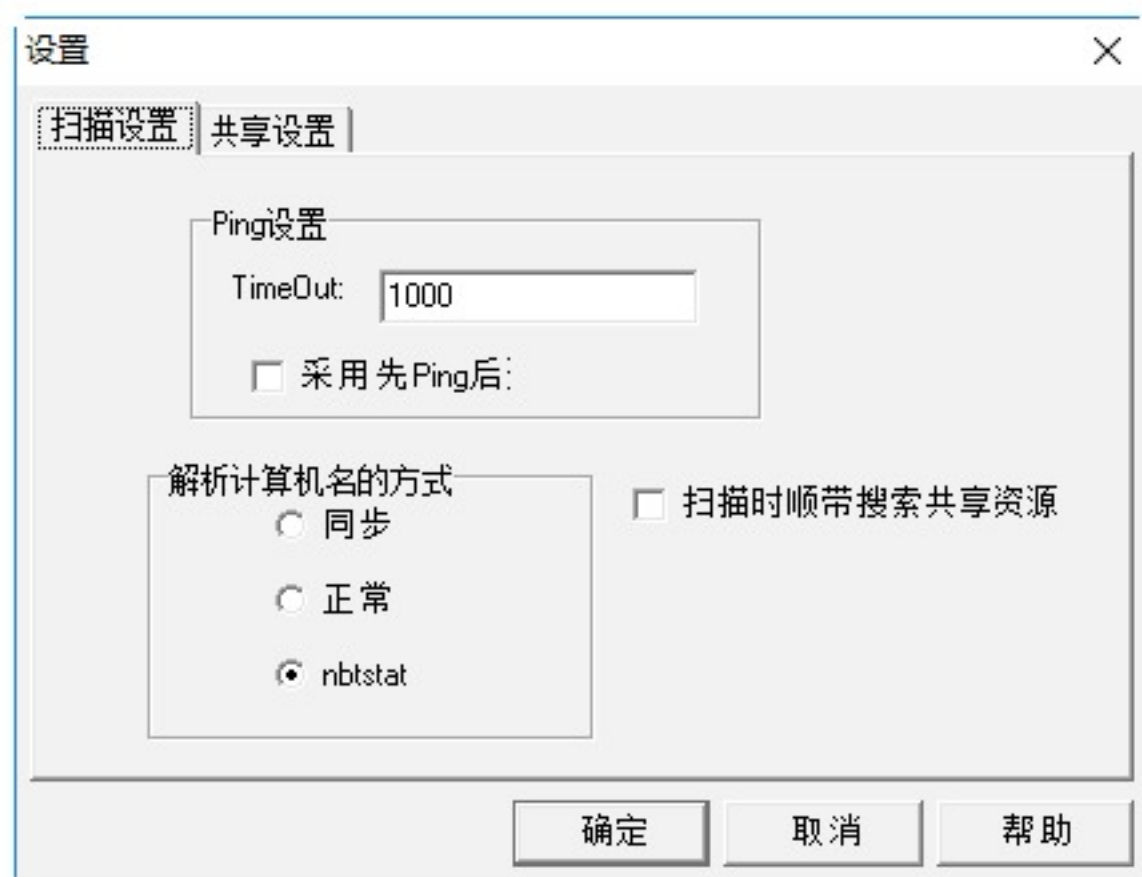 设置
扫描设置 共享设置
Ping设置
TimeOut: 1000
采用先Ping后
解析计算机名的方式
同步
扫描时顺带搜索共享资源
正常
nbtstat
确定 取消 帮助